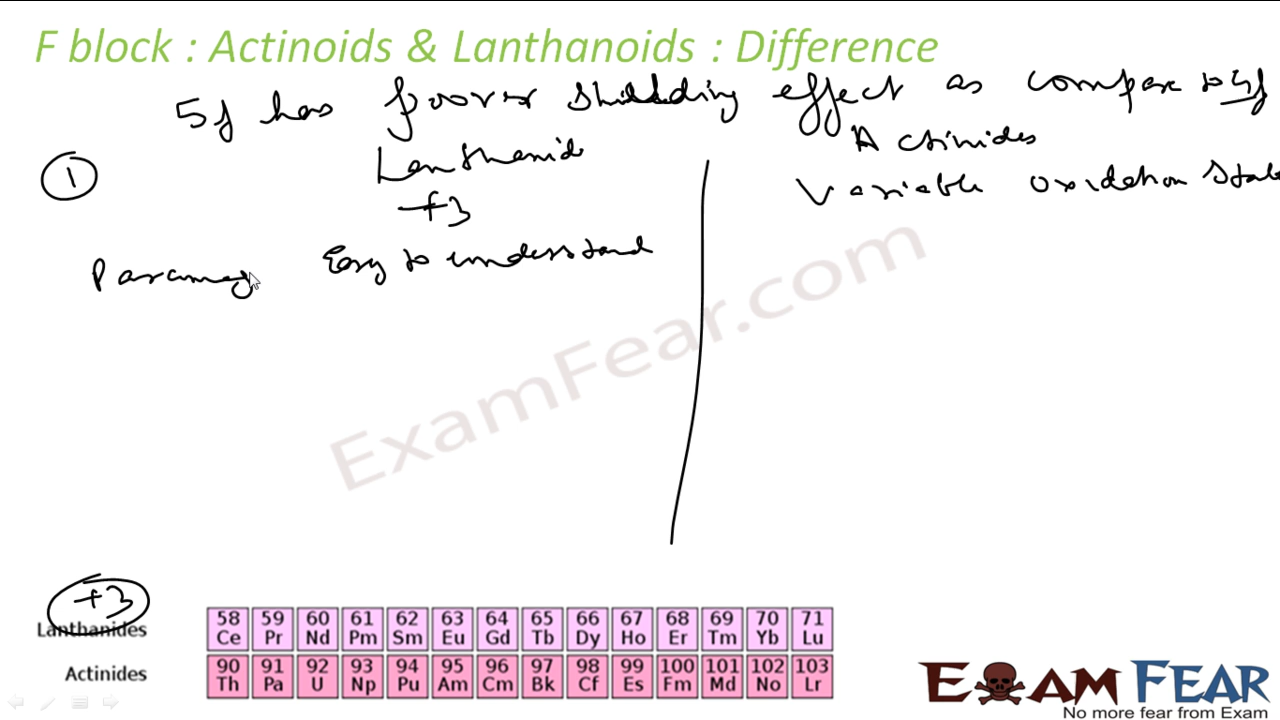 F block : Actinoids & Lanthanoids : Difference
5f has poorer shielding effect as compare to 4f
① Lanthanide Actinides
+3 Variable oxidation State
Paramag Easy to understand
ExamFear.com
+3
Lanthanides
58 59 60 61 62 63 64 65 66 67 68 69 70 71
Ce Pr Nd Pm Sm Eu Gd Tb Dy Ho Er Tm Yb Lu
Actinides
90 91 92 93 94 95 96 97 98 99 100 101 102 103
Th Pa U Np Pu Am Cm Bk Cf Es Fm Md No Lr
EXAM FEAR
No more fear from Exam